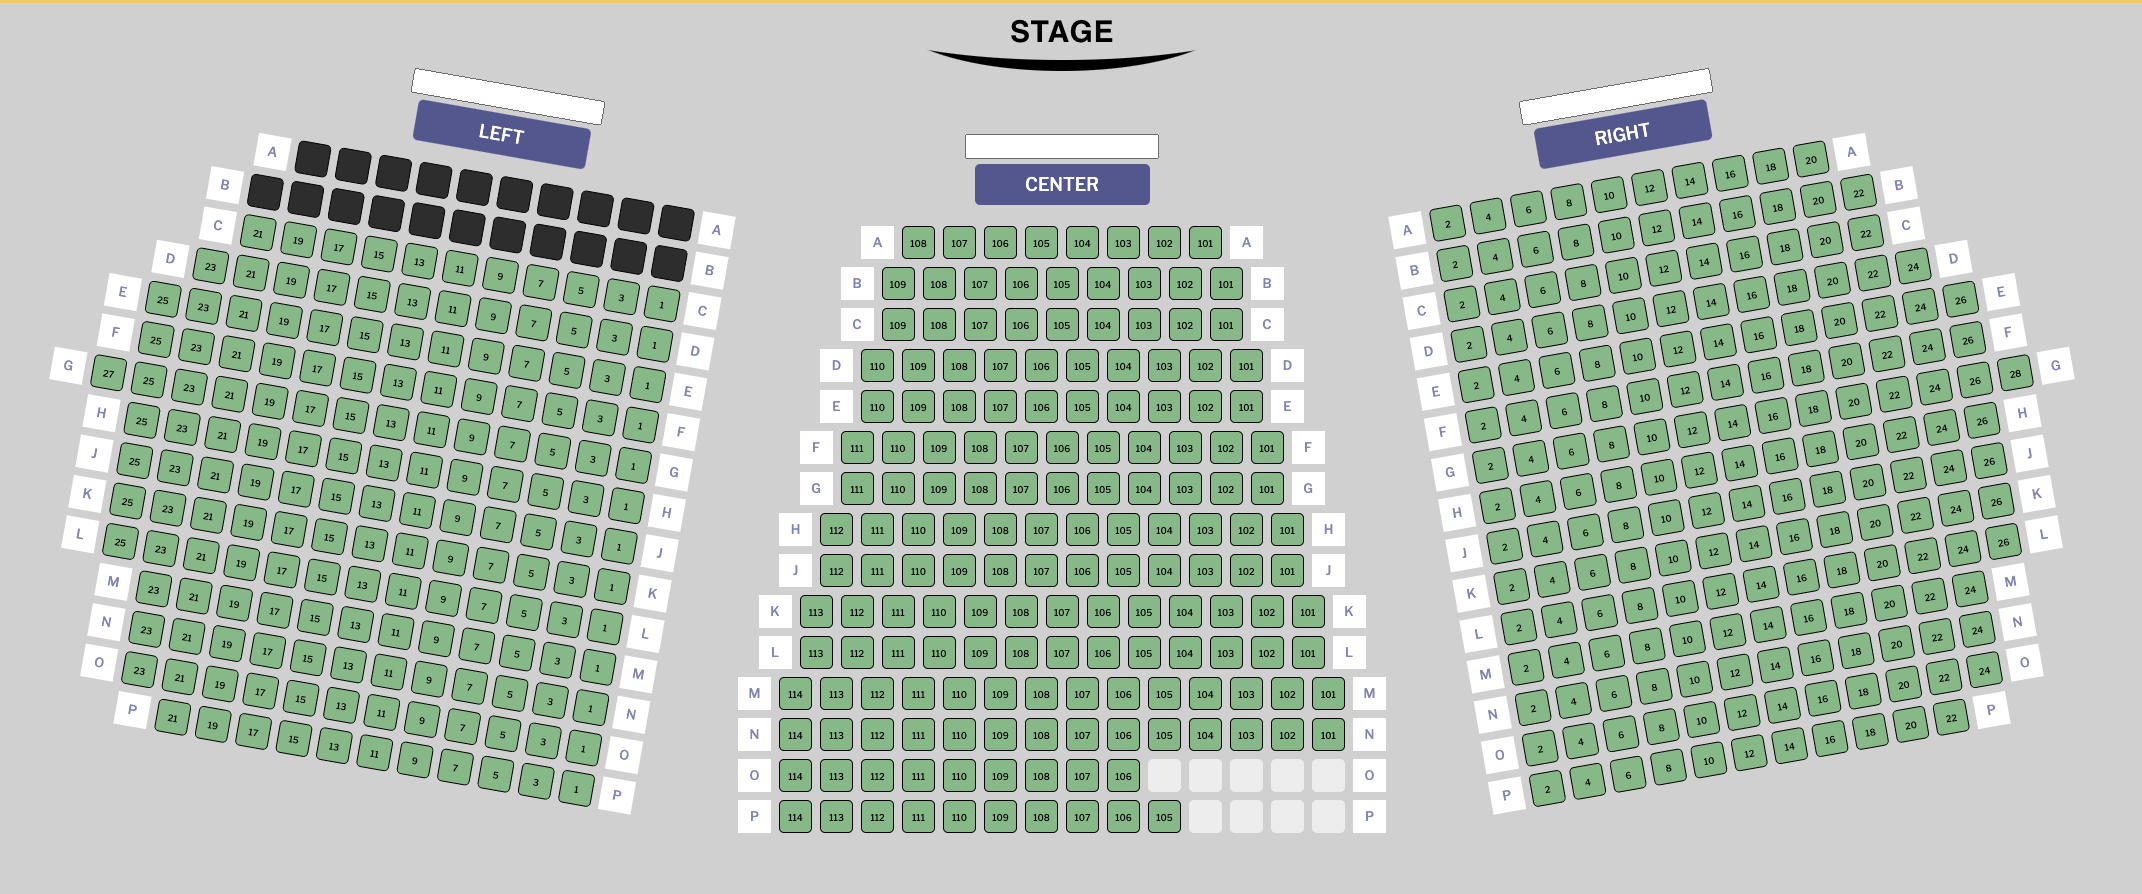 STAGE
LEFT
CENTER
RIGHT
A A
B B
C 21 19 17 15 13 11 9 7 5 3 1 C
D 23 21 19 17 15 13 11 9 7 5 3 1 D
E 25 23 21 19 17 15 13 11 9 7 5 3 1 E
F 25 23 21 19 17 15 13 11 9 7 5 3 1 F
G 27 25 23 21 19 17 15 13 11 9 7 5 3 1 G
H 25 23 21 19 17 15 13 11 9 7 5 3 1 H
J 25 23 21 19 17 15 13 11 9 7 5 3 1 J
K 25 23 21 19 17 15 13 11 9 7 5 3 1 K
L 25 23 21 19 17 15 13 11 9 7 5 3 1 L
M 23 21 19 17 15 13 11 9 7 5 3 1 M
N 23 21 19 17 15 13 11 9 7 5 3 1 N
O 23 21 19 17 15 13 11 9 7 5 3 1 O
P 21 19 17 15 13 11 9 7 5 3 1 P
A 108 107 106 105 104 103 102 101 A
B 109 108 107 106 105 104 103 102 101 B
C 109 108 107 106 105 104 103 102 101 C
D 110 109 108 107 106 105 104 103 102 101 D
E 110 109 108 107 106 105 104 103 102 101 E
F 111 110 109 108 107 106 105 104 103 102 101 F
G 111 110 109 108 107 106 105 104 103 102 101 G
H 112 111 110 109 108 107 106 105 104 103 102 101 H
J 112 111 110 109 108 107 106 105 104 103 102 101 J
K 113 112 111 110 109 108 107 106 105 104 103 102 101 K
L 113 112 111 110 109 108 107 106 105 104 103 102 101 L
M 114 113 112 111 110 109 108 107 106 105 104 103 102 101 M
N 114 113 112 111 110 109 108 107 106 105 104 103 102 101 N
O 114 113 112 111 110 109 108 107 106 O
P 114 113 112 111 110 109 108 107 106 105 P
A 2 4 6 8 10 12 14 16 18 20 A
B 2 4 6 8 10 12 14 16 18 20 22 B
C 2 4 6 8 10 12 14 16 18 20 22 C
D 2 4 6 8 10 12 14 16 18 20 22 24 D
E 2 4 6 8 10 12 14 16 18 20 22 24 26 E
F 2 4 6 8 10 12 14 16 18 20 22 24 26 F
G 2 4 6 8 10 12 14 16 18 20 22 24 26 28 G
H 2 4 6 8 10 12 14 16 18 20 22 24 26 H
J 2 4 6 8 10 12 14 16 18 20 22 24 26 J
K 2 4 6 8 10 12 14 16 18 20 22 24 26 K
L 2 4 6 8 10 12 14 16 18 20 22 24 26 L
M 2 4 6 8 10 12 14 16 18 20 22 24 M
N 2 4 6 8 10 12 14 16 18 20 22 24 N
O 2 4 6 8 10 12 14 16 18 20 22 24 O
P 2 4 6 8 10 12 14 16 18 20 22 P